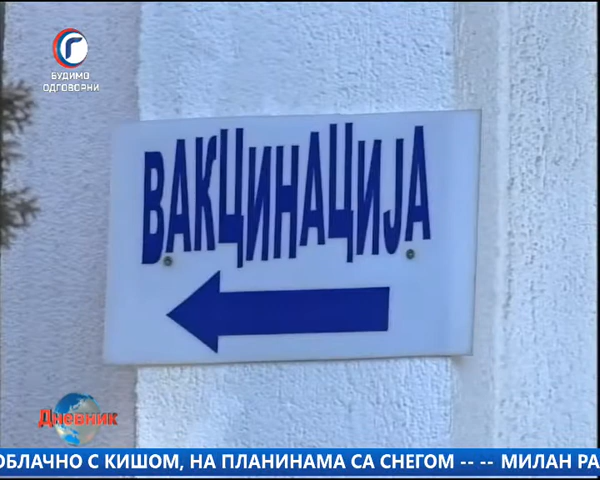 БУДИМО
ОДГОВОРНИ
ВАКЦИНАЦИЈА
Дневник
ОБЛАЧНО С КИШОМ, НА ПЛАНИНАМА СА СНЕГОМ -- -- МИЛАН РА